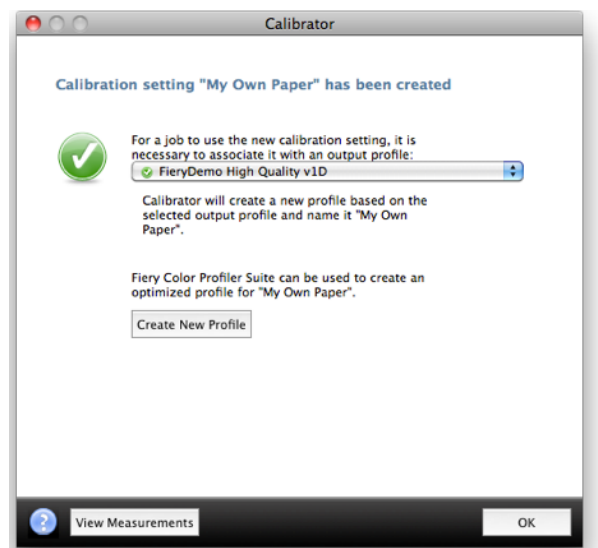 Calibrator
Calibration setting "My Own Paper" has been created
For a job to use the new calibration setting, it is
necessary to associate it with an output profile:
FieryDemo High Quality v1D
Calibrator will create a new profile based on the
selected output profile and name it "My Own
Paper".
Fiery Color Profiler Suite can be used to create an
optimized profile for "My Own Paper".
Create New Profile
? View Measurements OK